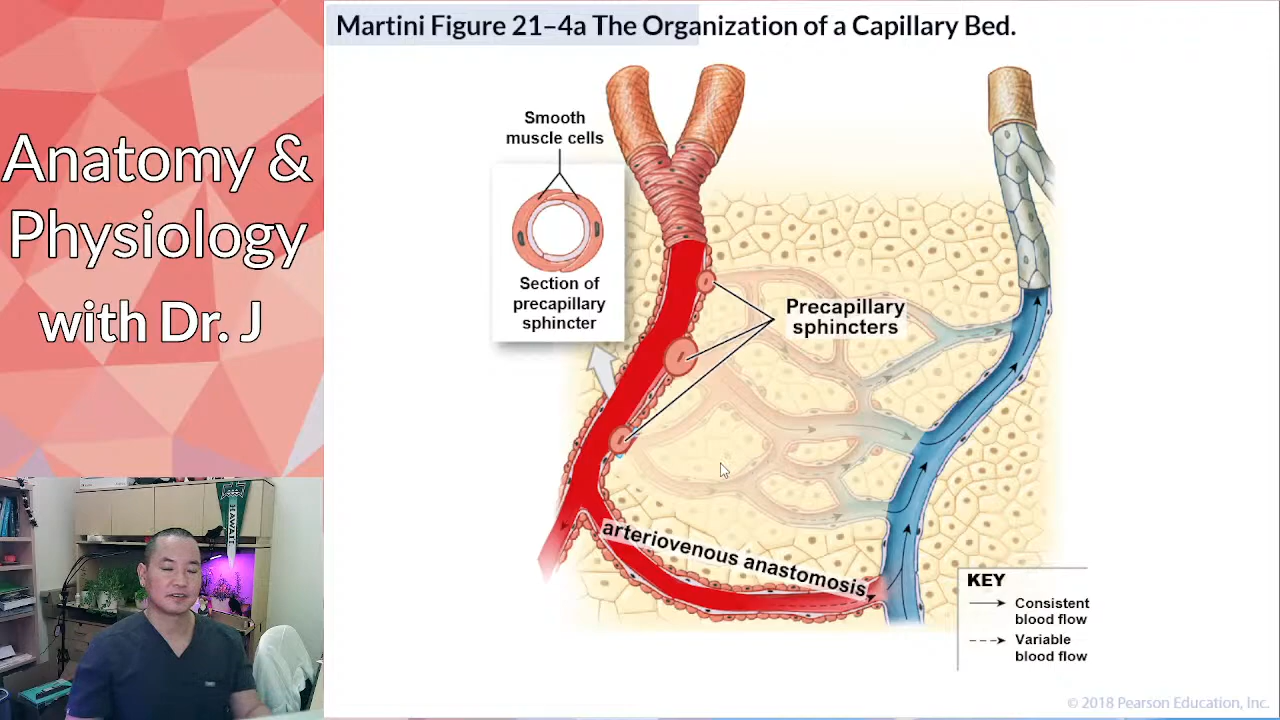 Martini Figure 21–4a The Organization of a Capillary Bed.
Anatomy &
Physiology
with Dr. J
Smooth
muscle cells
Section of
precapillary
sphincter
Precapillary
sphincters
arteriovenous anastomosis
KEY
Consistent
blood flow
Variable
blood flow
HAWAII
© 2018 Pearson Education, Inc.